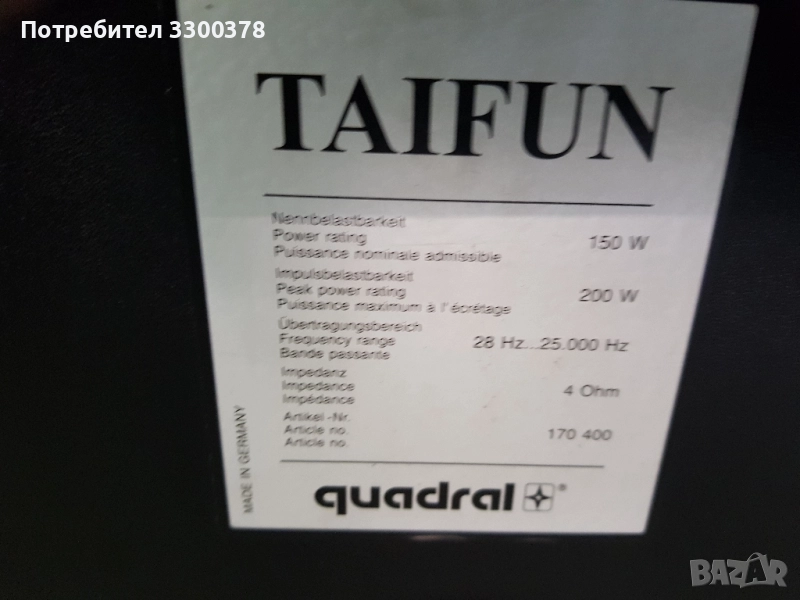 Потребител 3300378
TAIFUN
Nennbelastbarkeit
Power rating
Puissance nominale admissible
150 W
Impulsbelastbarkeit
Peak power rating
Puissance maximum à l'écrêtage
200 W
Übertragungsbereich
Frequency range
Bande passante
28 Hz...25.000 Hz
Impedanz
Impedance
Impédance
4 Ohm
Artikel-Nr.
Article no.
Article no.
170 400
MADE IN GERMANY
quadral®
BAZAR